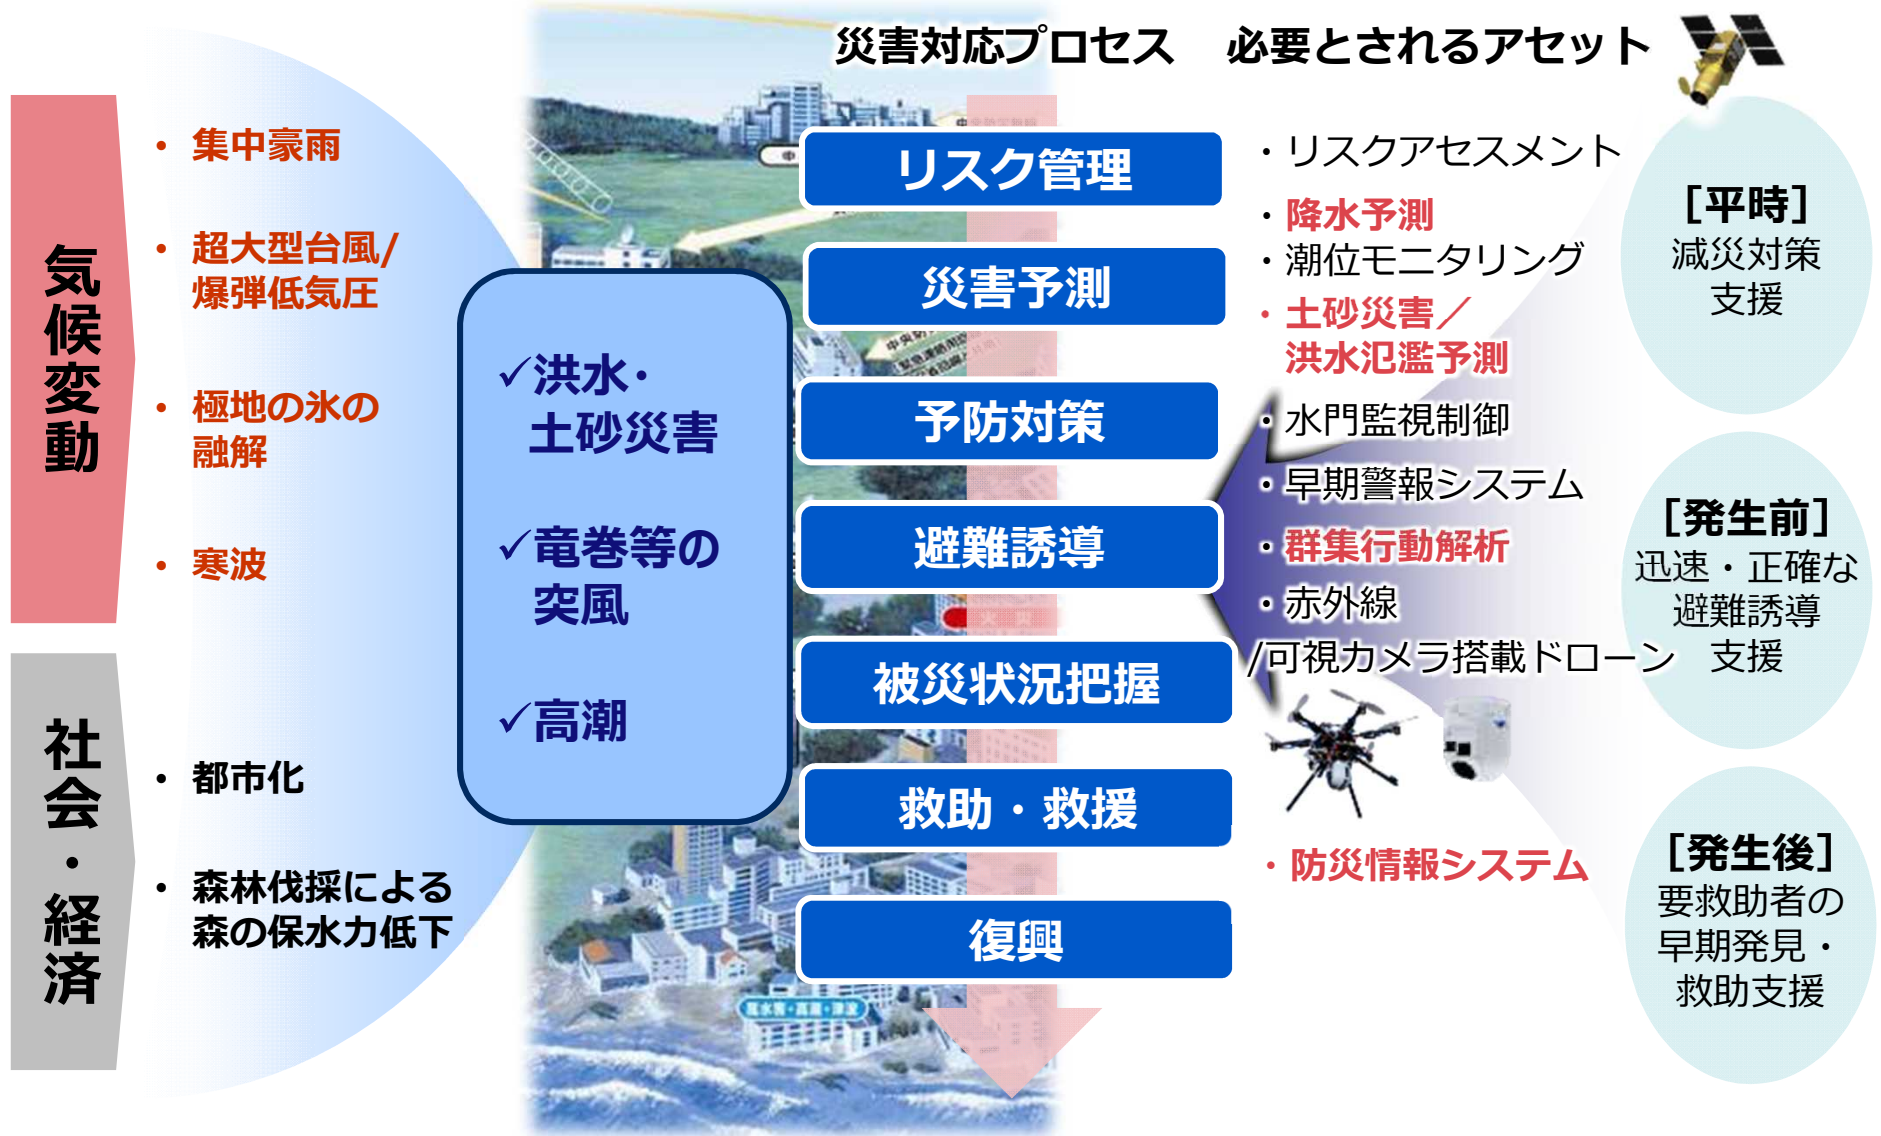 災害対応プロセス
必要とされるアセット
気候変動
・集中豪雨
・超大型台風/
爆弾低気圧
・極地の氷の
融解
・寒波
社会・経済
・都市化
・森林伐採による
森の保水力低下
✓洪水・
土砂災害
✓竜巻等の
突風
✓高潮
リスク管理
災害予測
予防対策
避難誘導
被災状況把握
救助・救援
復興
・リスクアセスメント
・降水予測
・潮位モニタリング
・土砂災害／
洪水氾濫予測
・水門監視制御
・早期警報システム
・群集行動解析
・赤外線
/可視カメラ搭載ドローン
・防災情報システム
［平時］
減災対策
支援
［発生前］
迅速・正確な
避難誘導
支援
［発生後］
要救助者の
早期発見・
救助支援
風水害・高潮・津波